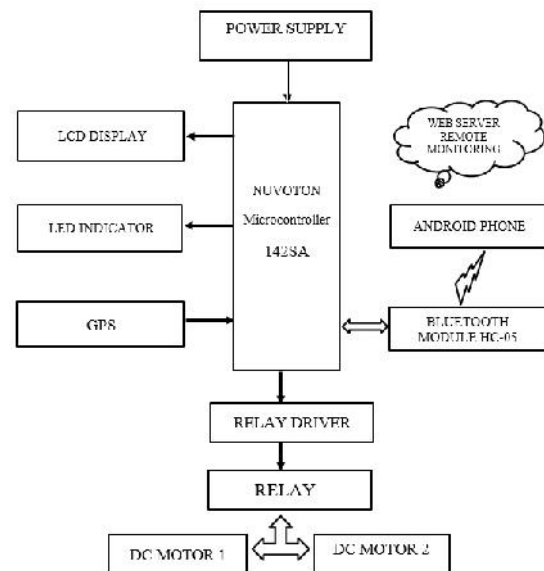 POWER SUPPLY
LCD DISPLAY
WEB SERVER
REMOTE
MONITORING
NUVOTON
Microcontroller
142SA
LED INDICATOR
ANDROID PHONE
GPS
BLUETOOTH
MODULE HC-05
RELAY DRIVER
RELAY
DC MOTOR 1
DC MOTOR 2